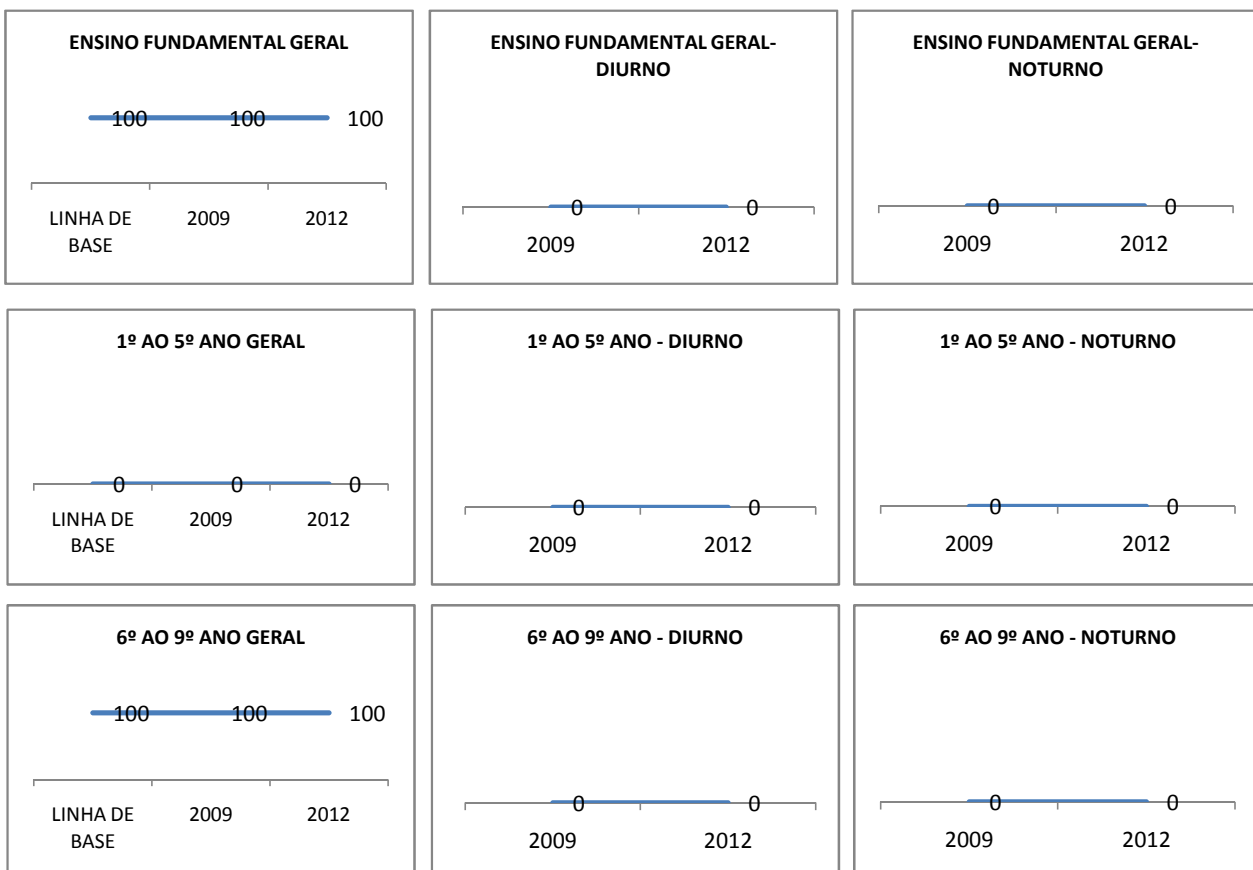 ENSINO FUNDAMENTAL GERAL
100 100 100
LINHA DE BASE 2009 2012
ENSINO FUNDAMENTAL GERAL-
DIURNO
0 0
2009 2012
ENSINO FUNDAMENTAL GERAL-
NOTURNO
0 0
2009 2012
1º AO 5º ANO GERAL
0 0 0
LINHA DE BASE 2009 2012
1º AO 5º ANO - DIURNO
0 0
2009 2012
1º AO 5º ANO - NOTURNO
0 0
2009 2012
6º AO 9º ANO GERAL
100 100 100
LINHA DE BASE 2009 2012
6º AO 9º ANO - DIURNO
0 0
2009 2012
6º AO 9º ANO - NOTURNO
0 0
2009 2012